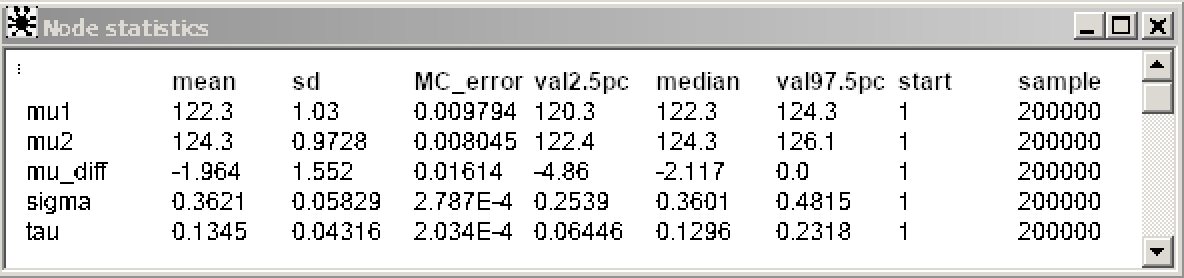 Node statistics
mean sd MC_error val2.5pc median val97.5pc start sample
mu1 122.3 1.03 0.009794 120.3 122.3 124.3 1 200000
mu2 124.3 0.9728 0.008045 122.4 124.3 126.1 1 200000
mu_diff -1.964 1.552 0.01614 -4.86 -2.117 0.0 1 200000
sigma 0.3621 0.05829 2.787E-4 0.2539 0.3601 0.4815 1 200000
tau 0.1345 0.04316 2.034E-4 0.06446 0.1296 0.2318 1 200000